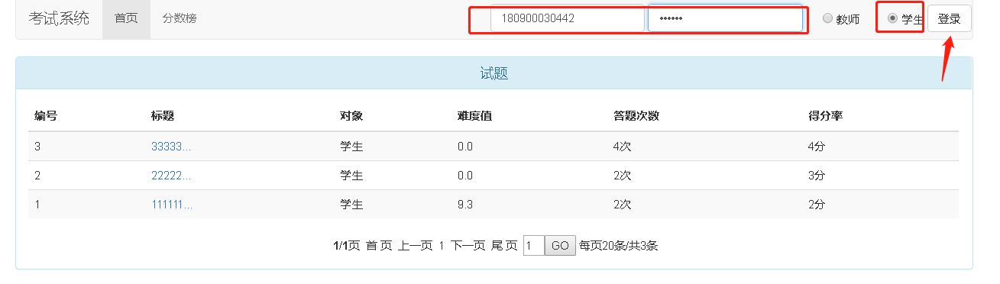 考试系统 首页 分数榜 180900030442 •••••• 教师 学生 登录
试题
编号 标题 对象 难度值 答题次数 得分率
3 33333... 学生 0.0 4次 4分
2 22222... 学生 0.0 2次 3分
1 111111... 学生 9.3 2次 2分
1/1页 首页 上一页 1 下一页 尾页 1 GO 每页20条/共3条